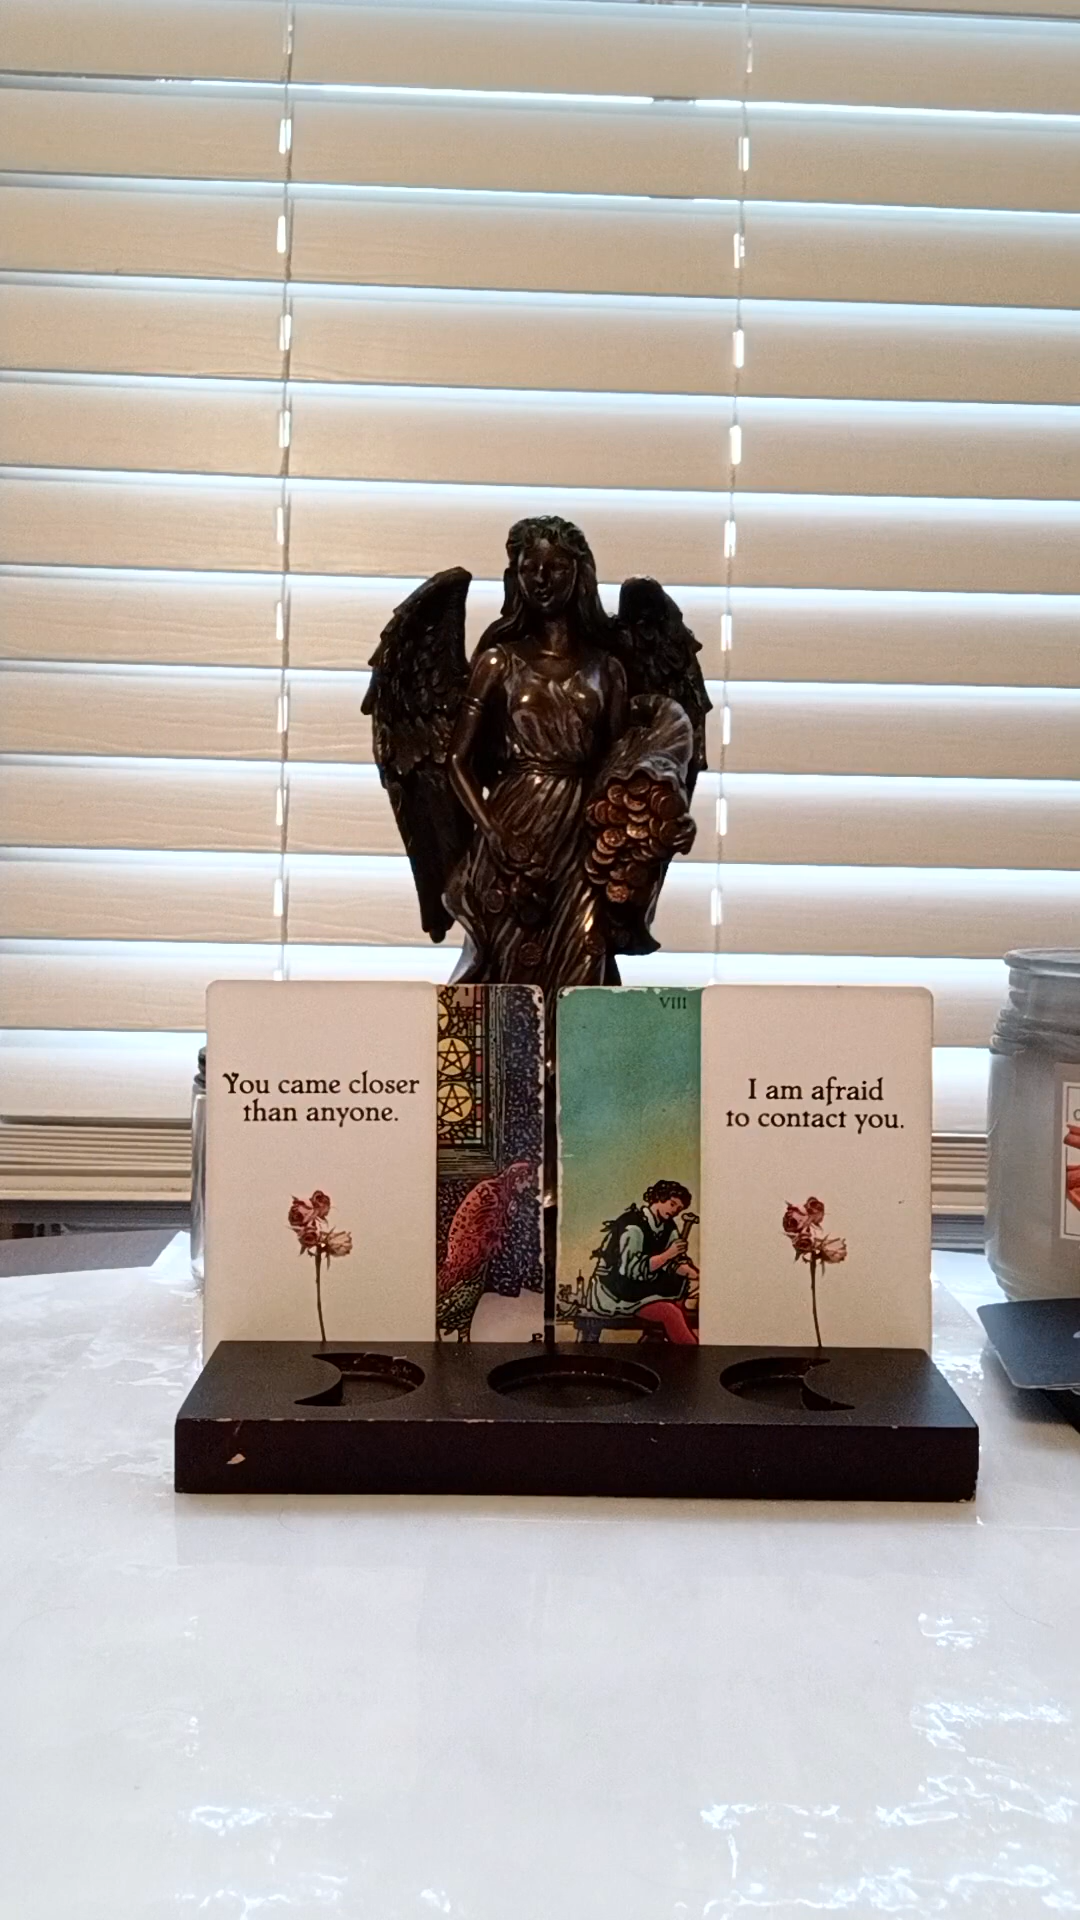 You came closer
than anyone.
VIII
I am afraid
to contact you.